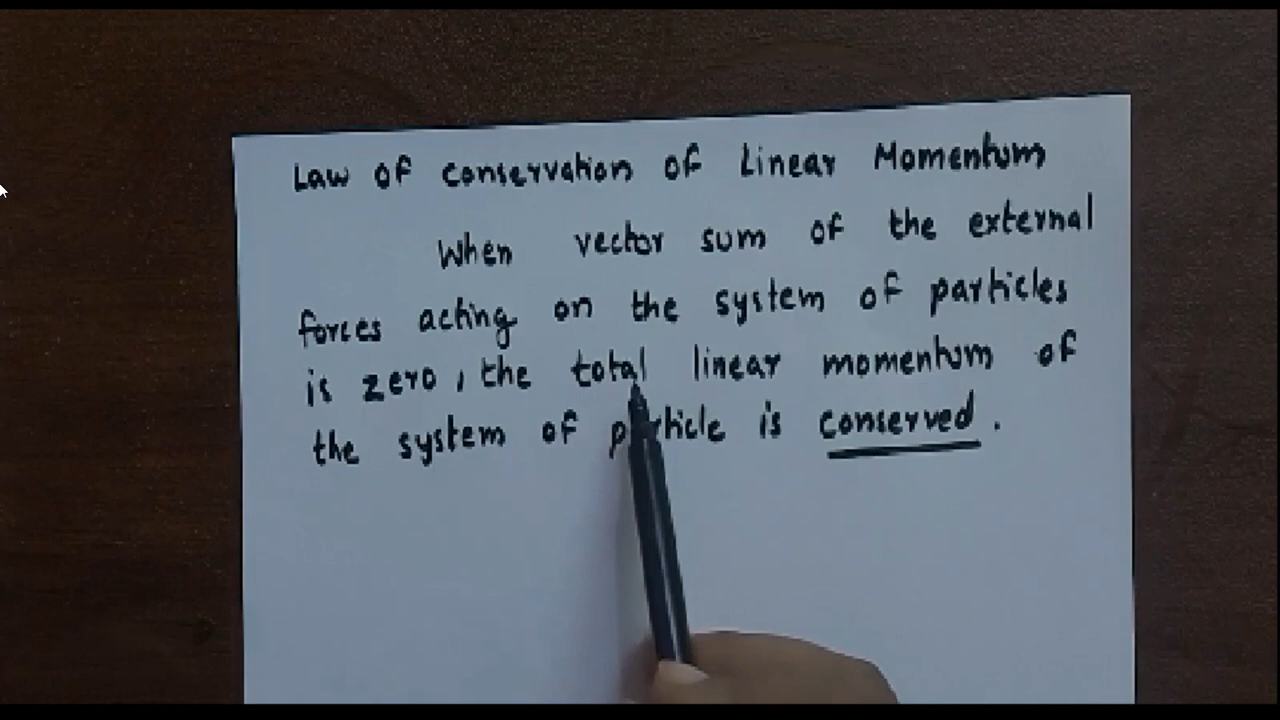 Law of conservation of Linear Momentum
When vector sum of the external
forces acting on the system of particles
is zero, the total linear momentum of
the system of particle is conserved.